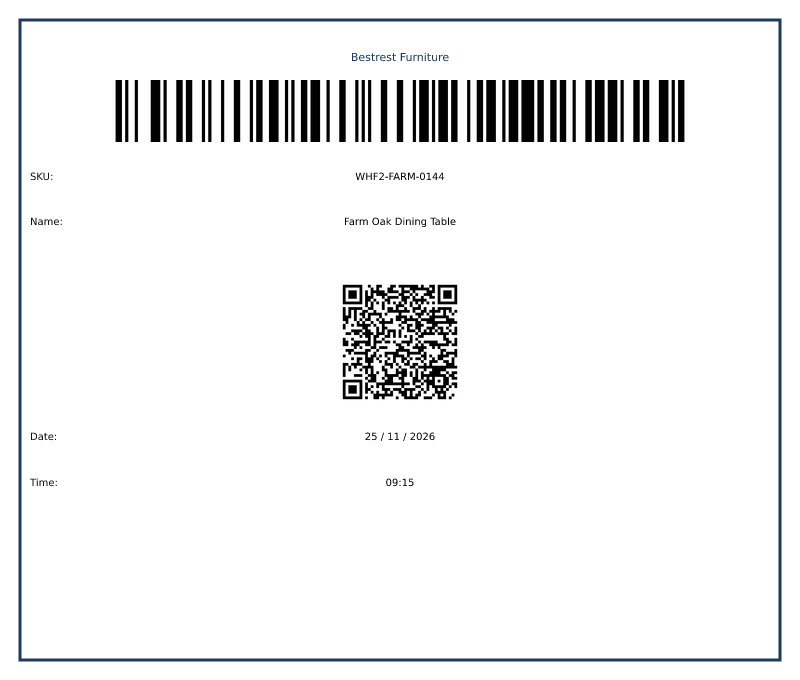 Bestrest Furniture
SKU: WHF2-FARM-0144
Name: Farm Oak Dining Table
Date: 25 / 11 / 2026
Time: 09:15